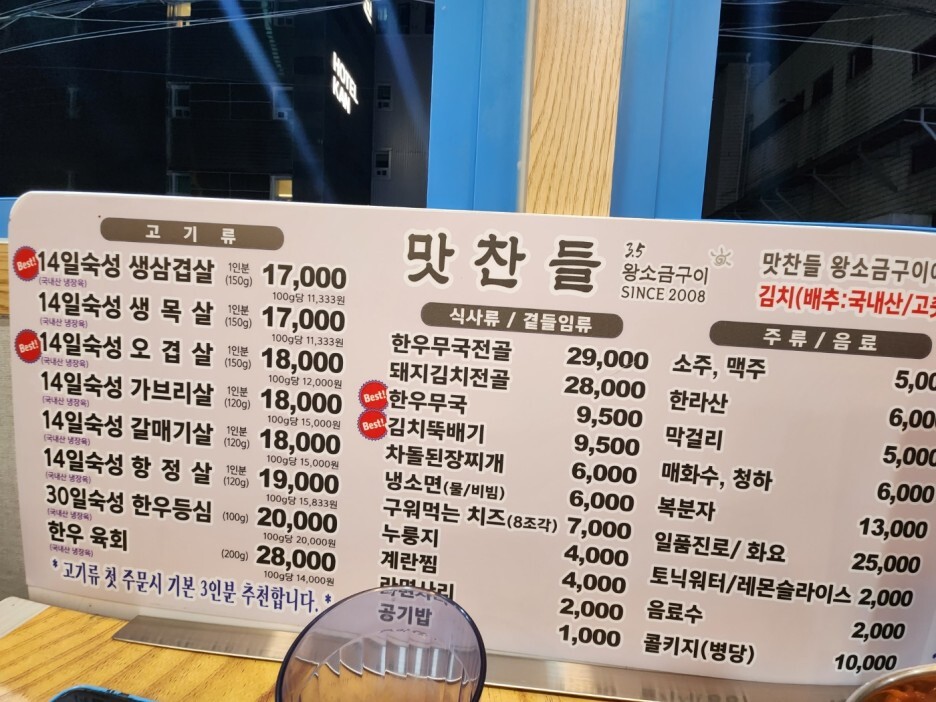 HOTEL
KAN
고기류
Best!
14일숙성 생삼겹살 1인분 (150g) 17,000
(국내산 냉장육)
100g당 11,333원
14일숙성 생 목 살 1인분 (150g) 17,000
(국내산 냉장육)
100g당 11,333원
Best!
14일숙성 오 겹 살 1인분 (150g) 18,000
(국내산 냉장육)
100g당 12,000원
14일숙성 가브리살 1인분 (120g) 18,000
(국내산 냉장육)
100g당 15,000원
14일숙성 갈매기살 1인분 (120g) 18,000
(국내산 냉장육)
100g당 15,000원
14일숙성 항 정 살 1인분 (120g) 19,000
(국내산 냉장육)
100g당 15,833원
30일숙성 한우등심 (100g) 20,000
(국내산 냉장육)
100g당 20,000원
한우 육회 (200g) 28,000
(국내산 냉장육)
100g당 14,000원
* 고기류 첫 주문시 기본 3인분 추천합니다. *
맛찬들
3.5
왕소금구이
SINCE 2008
식사류 / 곁들임류
한우무국전골 29,000
돼지김치전골 28,000
Best!
한우무국 9,500
Best!
김치뚝배기 9,500
차돌된장찌개 6,000
냉소면(물/비빔) 6,000
구워먹는 치즈(8조각) 7,000
누룽지 4,000
계란찜 4,000
라면사리 2,000
공기밥 1,000
맛찬들 왕소금구이
김치(배추:국내산/고춧
주류/음료
소주, 맥주 5,00
한라산 6,00
막걸리 5,000
매화수, 청하 6,000
복분자 13,000
일품진로/ 화요 25,000
토닉워터/레몬슬라이스 2,000
음료수 2,000
콜키지(병당) 10,000